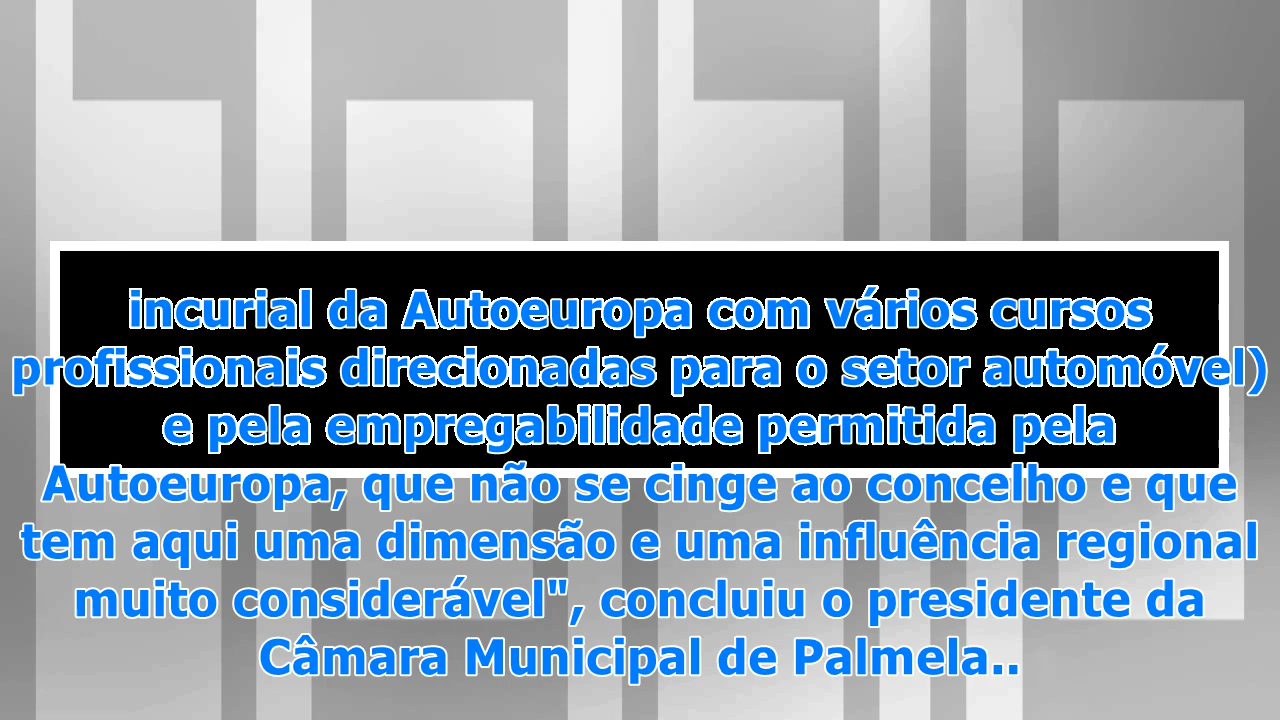 incurial da Autoeuropa com vários cursos
profissionais direcionadas para o setor automóvel)
e pela empregabilidade permitida pela
Autoeuropa, que não se cinge ao concelho e que
tem aqui uma dimensão e uma influência regional
muito considerável", concluiu o presidente da
Câmara Municipal de Palmela..